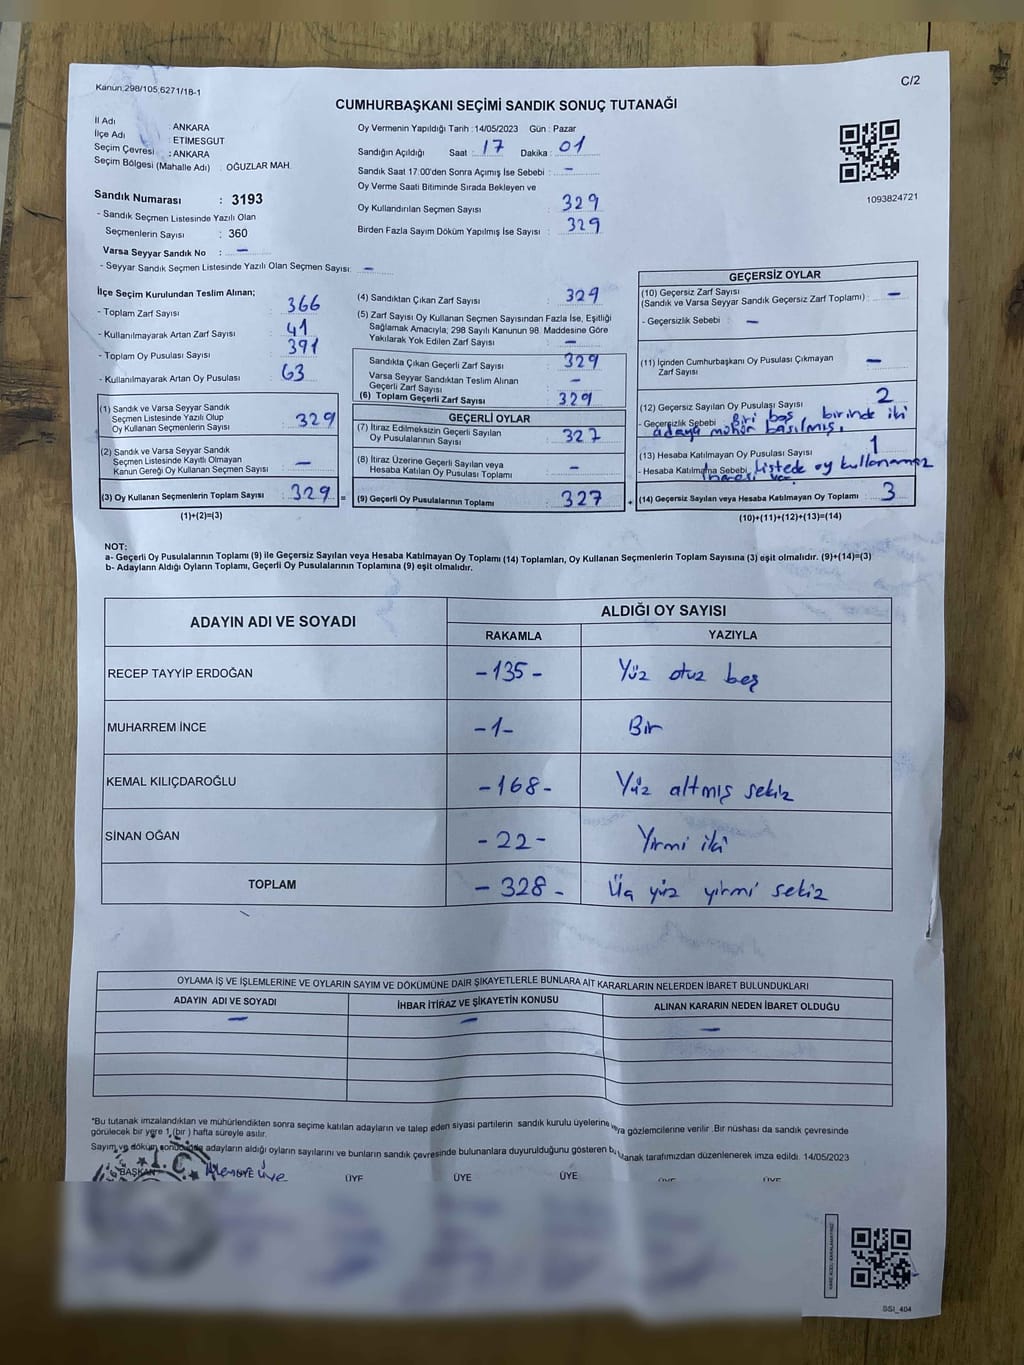 Kanun.298/105,6271/18-1
C/2
CUMHURBAŞKANI SEÇİMİ SANDIK SONUÇ TUTANAĞI
İl Adı : ANKARA
İlçe Adı : ETİMESGUT
Seçim Çevresi : ANKARA
Seçim Bölgesi (Mahalle Adı) : OĞUZLAR MAH.
Sandık Numarası : 3193
- Sandık Seçmen Listesinde Yazılı Olan
Seçmenlerin Sayısı : 360
Varsa Seyyar Sandık No : –
- Seyyar Sandık Seçmen Listesinde Yazılı Olan Seçmen Sayısı: –
Oy Vermenin Yapıldığı Tarih : 14/05/2023 Gün : Pazar
Sandığın Açıldığı Saat : 17 Dakika : 01
Sandık Saat 17:00'den Sonra Açımış İse Sebebi : –
Oy Verme Saati Bitiminde Sırada Bekleyen ve
Oy Kullandırılan Seçmen Sayısı : 329
Birden Fazla Sayım Döküm Yapılmış İse Sayısı : 329
1093824721
İlçe Seçim Kurulundan Teslim Alınan;
- Toplam Zarf Sayısı : 366
- Kullanılmayarak Artan Zarf Sayısı : 41
- Toplam Oy Pusulası Sayısı : 391
- Kullanılmayarak Artan Oy Pusulası : 63
(1) Sandık ve Varsa Seyyar Sandık
Seçmen Listesinde Yazılı Olup
Oy Kullanan Seçmenlerin Sayısı : 329
(2) Sandık ve Varsa Seyyar Sandık
Seçmen Listesinde Kayıtlı Olmayan
Kanun Gereği Oy Kullanan Seçmen Sayısı : –
(3) Oy Kullanan Seçmenlerin Toplam Sayısı : 329 =
(1)+(2)=(3)
(4) Sandıktan Çıkan Zarf Sayısı : 329
(5) Zarf Sayısı Oy Kullanan Seçmen Sayısından Fazla İse, Eşitliği
Sağlamak Amacıyla; 298 Sayılı Kanunun 98. Maddesine Göre
Yakılarak Yok Edilen Zarf Sayısı : –
Sandıkta Çıkan Geçerli Zarf Sayısı : 329
Varsa Seyyar Sandıktan Teslim Alınan
Geçerli Zarf Sayısı : –
(6) Toplam Geçerli Zarf Sayısı : 329
GEÇERLİ OYLAR
(7) İtiraz Edilmeksizin Geçerli Sayılan
Oy Pusulalarının Sayısı : 327
(8) İtiraz Üzerine Geçerli Sayılan veya
Hesaba Katılan Oy Pusulası Toplamı : –
(9) Geçerli Oy Pusulalarının Toplamı : 327 +
GEÇERSİZ OYLAR
(10) Geçersiz Zarf Sayısı
(Sandık ve Varsa Seyyar Sandık Geçersiz Zarf Toplamı) : –
- Geçersizlik Sebebi : –
(11) İçinden Cumhurbaşkanı Oy Pusulası Çıkmayan
Zarf Sayısı : –
(12) Geçersiz Sayılan Oy Pusulası Sayısı : 2
- Geçersizlik Sebebi : Biri boş, birinde iki
adaya mühür basılmış.
(13) Hesaba Katılmayan Oy Pusulası Sayısı : 1
- Hesaba Katılmama Sebebi : Listede oy kullanamaz
ibaresi var.
(14) Geçersiz Sayılan veya Hesaba Katılmayan Oy Toplamı : 3
(10)+(11)+(12)+(13)=(14)
NOT:
a- Geçerli Oy Pusulalarının Toplamı (9) ile Geçersiz Sayılan veya Hesaba Katılmayan Oy Toplamı (14) Toplamları, Oy Kullanan Seçmenlerin Toplam Sayısına (3) eşit olmalıdır. (9)+(14)=(3)
b- Adayların Aldığı Oyların Toplamı, Geçerli Oy Pusulalarının Toplamına (9) eşit olmalıdır.
ADAYIN ADI VE SOYADI ALDIĞI OY SAYISI
RAKAMLA YAZIYLA
RECEP TAYYİP ERDOĞAN -135- Yüz otuz beş
MUHARREM İNCE -1- Bir
KEMAL KILIÇDAROĞLU -168- Yüz altmış sekiz
SİNAN OĞAN -22- Yirmi iki
TOPLAM -328- Üç yüz yirmi sekiz
OYLAMA İŞ VE İŞLEMLERİNE VE OYLARIN SAYIM VE DÖKÜMÜNE DAİR ŞİKAYETLERLE BUNLARA AİT KARARLARIN NELERDEN İBARET BULUNDUKLARI
ADAYIN ADI VE SOYADI İHBAR İTİRAZ VE ŞİKAYETİN KONUSU ALINAN KARARIN NEDEN İBARET OLDUĞU
– – –
*Bu tutanak imzalandıktan ve mühürlendikten sonra seçime katılan adayların ve talep eden siyasi partilerin sandık kurulu üyelerine veya gözlemcilerine verilir .Bir nüshası da sandık çevresinde
görülecek bir yere 1 (bir) hafta süreyle asılır.
Sayım ve döküm sonucunda adayların aldığı oyların sayılarını ve bunların sandık çevresinde bulunanlara duyurulduğunu gösteren bu tutanak tarafımızdan düzenlenerek imza edildi. 14/05/2023
T.C.
BAŞKAN Memur üye ÜYE ÜYE ÜYE ÜYE ÜYE
SSI_404